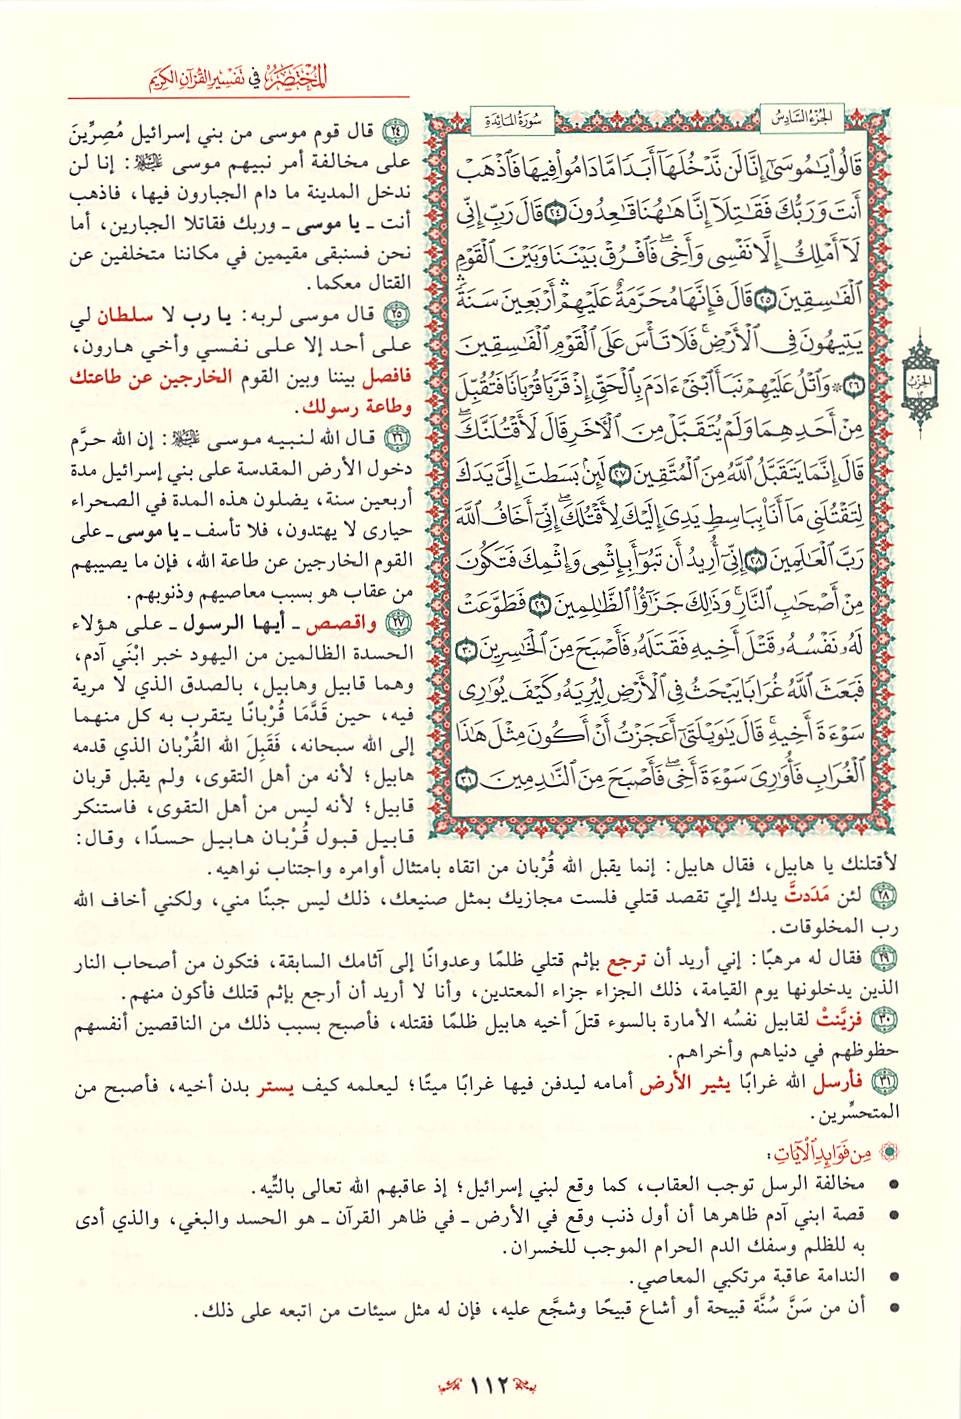 المختصر في تفسير القرآن الكريم
الجزء السادس
سورة المائدة
قَالُواْ يَٰمُوسَىٰٓ إِنَّا لَن نَّدۡخُلَهَآ أَبَدٗا مَّا دَامُواْ فِيهَا فَٱذۡهَبۡ
أَنتَ وَرَبُّكَ فَقَٰتِلَآ إِنَّا هَٰهُنَا قَٰعِدُونَ ٢٤ قَالَ رَبِّ إِنِّي
لَآ أَمۡلِكُ إِلَّا نَفۡسِي وَأَخِيۖ فَٱفۡرُقۡ بَيۡنَنَا وَبَيۡنَ ٱلۡقَوۡمِ
ٱلۡفَٰسِقِينَ ٢٥ قَالَ فَإِنَّهَا مُحَرَّمَةٌ عَلَيۡهِمۡۛ أَرۡبَعِينَ سَنَةٗۛ
يَتِيهُونَ فِي ٱلۡأَرۡضِۚ فَلَا تَأۡسَ عَلَى ٱلۡقَوۡمِ ٱلۡفَٰسِقِينَ
٢٦ ۞ وَٱتۡلُ عَلَيۡهِمۡ نَبَأَ ٱبۡنَيۡ ءَادَمَ بِٱلۡحَقِّ إِذۡ قَرَّبَا قُرۡبَانٗا فَتُقُبِّلَ
مِنۡ أَحَدِهِمَا وَلَمۡ يُتَقَبَّلۡ مِنَ ٱلۡأٓخَرِ قَالَ لَأَقۡتُلَنَّكَۖ
قَالَ إِنَّمَا يَتَقَبَّلُ ٱللَّهُ مِنَ ٱلۡمُتَّقِينَ ٢٧ لَئِنۢ بَسَطتَ إِلَيَّ يَدَكَ
لِتَقۡتُلَنِي مَآ أَنَا۠ بِبَاسِطٖ يَدِيَ إِلَيۡكَ لِأَقۡتُلَكَۖ إِنِّيٓ أَخَافُ ٱللَّهَ
رَبَّ ٱلۡعَٰلَمِينَ ٢٨ إِنِّيٓ أُرِيدُ أَن تَبُوٓأَ بِإِثۡمِي وَإِثۡمِكَ فَتَكُونَ
مِنۡ أَصۡحَٰبِ ٱلنَّارِۚ وَذَٰلِكَ جَزَٰٓؤُاْ ٱلظَّٰلِمِينَ ٢٩ فَطَوَّعَتۡ
لَهُۥ نَفۡسُهُۥ قَتۡلَ أَخِيهِ فَقَتَلَهُۥ فَأَصۡبَحَ مِنَ ٱلۡخَٰسِرِينَ ٣٠
فَبَعَثَ ٱللَّهُ غُرَابٗا يَبۡحَثُ فِي ٱلۡأَرۡضِ لِيُرِيَهُۥ كَيۡفَ يُوَٰرِي
سَوۡءَةَ أَخِيهِۚ قَالَ يَٰوَيۡلَتَىٰٓ أَعَجَزۡتُ أَنۡ أَكُونَ مِثۡلَ هَٰذَا
ٱلۡغُرَابِ فَأُوَٰرِيَ سَوۡءَةَ أَخِيۖ فَأَصۡبَحَ مِنَ ٱلنَّٰدِمِينَ ٣١
الحزب
١٢
٢٤ قال قوم موسى من بني إسرائيل مُصِرِّينَ
على مخالفة أمر نبيهم موسى ﵇: إنا لن
ندخل المدينة ما دام الجبارون فيها، فاذهب
أنت ـ يا موسى ـ وربك فقاتلا الجبارين، أما
نحن فسنبقى مقيمين في مكاننا متخلفين عن
القتال معكما.
٢٥ قال موسى لربه: يا رب لا سلطان لي
على أحد إلا على نفسي وأخي هارون،
فافصل بيننا وبين القوم الخارجين عن طاعتك
وطاعة رسولك.
٢٦ قال الله لنبيه موسى ﵇: إن الله حرَّم
دخول الأرض المقدسة على بني إسرائيل مدة
أربعين سنة، يضلون هذه المدة في الصحراء
حيارى لا يهتدون، فلا تأسف ـ يا موسى ـ على
القوم الخارجين عن طاعة الله، فإن ما يصيبهم
من عقاب هو بسبب معاصيهم وذنوبهم.
٢٧ واقصص ـ أيها الرسول ـ على هؤلاء
الحسدة الظالمين من اليهود خبر ابْنَي آدم،
وهما قابيل وهابيل، بالصدق الذي لا مرية
فيه، حين قَدَّمَا قُرْبانًا يتقرب به كل منهما
إلى الله سبحانه، فَقَبِلَ الله القُرْبان الذي قدمه
هابيل؛ لأنه من أهل التقوى، ولم يقبل قربان
قابيل؛ لأنه ليس من أهل التقوى، فاستنكر
قابيل قبول قُرْبان هابيل حسدًا، وقال:
لأقتلنك يا هابيل، فقال هابيل: إنما يقبل الله قُرْبان من اتقاه بامتثال أوامره واجتناب نواهيه.
٢٨ لئن مَدَدتَّ يدك إليّ تقصد قتلي فلست مجازيك بمثل صنيعك، ذلك ليس جبنًا مني، ولكني أخاف الله
رب المخلوقات.
٢٩ فقال له مرهبًا: إني أريد أن ترجع بإثم قتلي ظلمًا وعدوانًا إلى آثامك السابقة، فتكون من أصحاب النار
الذين يدخلونها يوم القيامة، ذلك الجزاء جزاء المعتدين، وأنا لا أريد أن أرجع بإثم قتلك فأكون منهم.
٣٠ فزيَّنتْ لقابيل نفسُه الأمارة بالسوء قتلَ أخيه هابيل ظلمًا فقتله، فأصبح بسبب ذلك من الناقصين أنفسهم
حظوظهم في دنياهم وأخراهم.
٣١ فأرسل الله غرابًا يثير الأرض أمامه ليدفن فيها غرابًا ميتًا؛ ليعلمه كيف يستر بدن أخيه، فأصبح من
المتحسِّرين.
من فوائد الآيات:
• مخالفة الرسل توجب العقاب، كما وقع لبني إسرائيل؛ إذ عاقبهم الله تعالى بالتِّيه.
• قصة ابني آدم ظاهرها أن أول ذنب وقع في الأرض ـ في ظاهر القرآن ـ هو الحسد والبغي، والذي أدى
به للظلم وسفك الدم الحرام الموجب للخسران.
• الندامة عاقبة مرتكبي المعاصي.
• أن من سَنَّ سُنَّة قبيحة أو أشاع قبيحًا وشجَّع عليه، فإن له مثل سيئات من اتبعه على ذلك.
١١٢